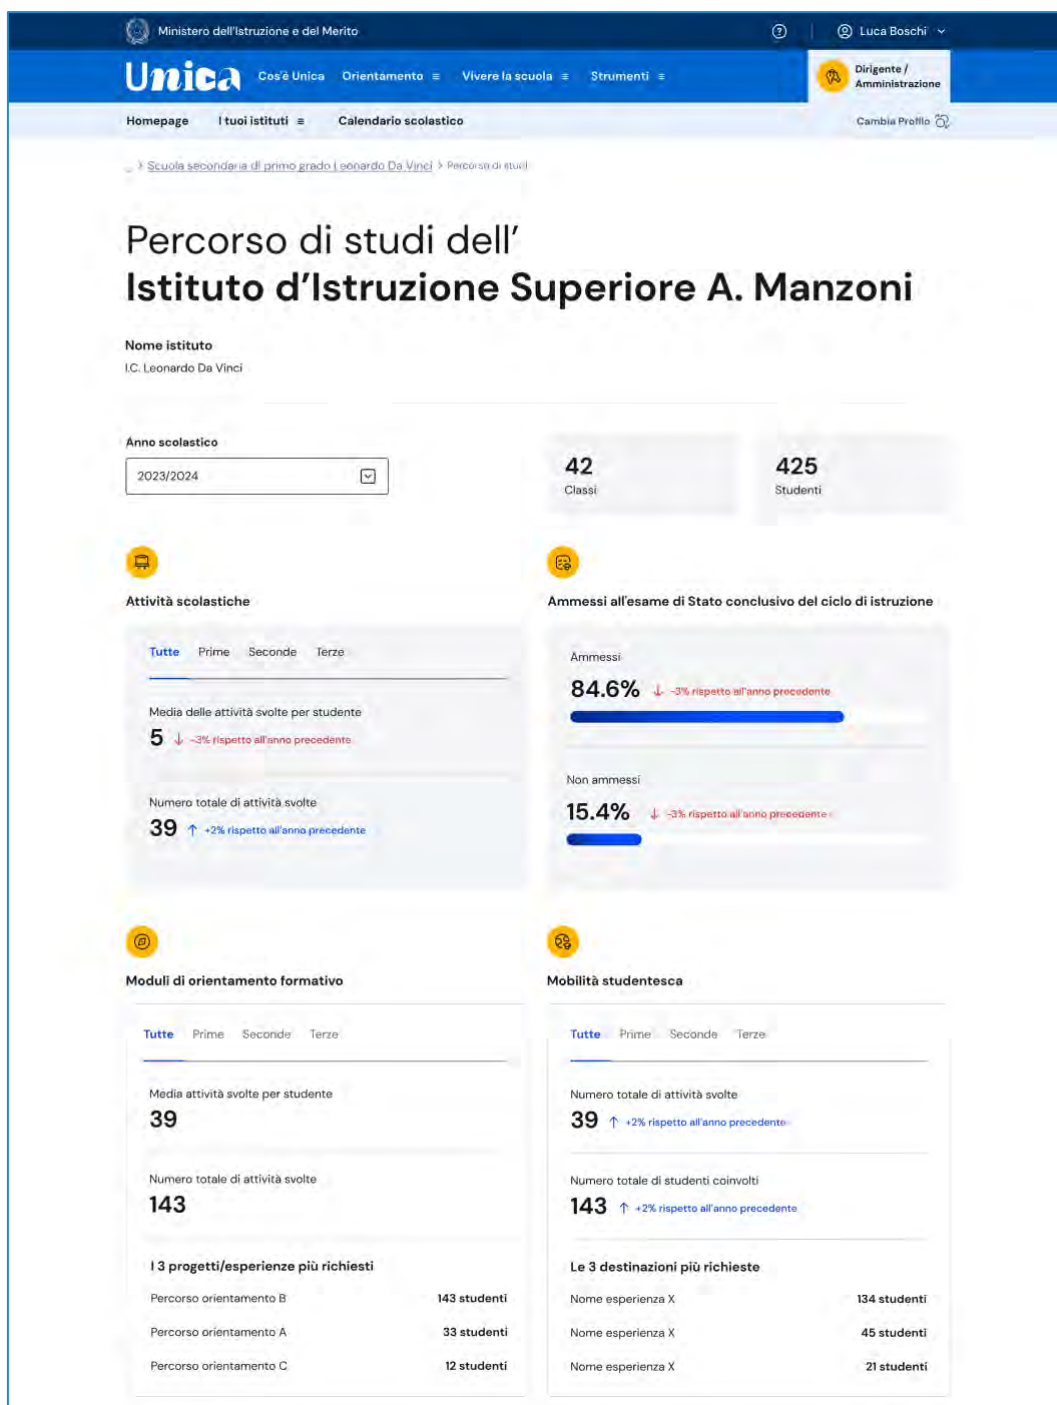 Ministero dell'Istruzione e del Merito
Luca Boschi
Unica
Cos'è Unica Orientamento Vivere la scuola Strumenti
Dirigente /
Amministrazione
Homepage I tuoi istituti Calendario scolastico
Cambia Profilo
... > Scuola secondaria di primo grado Leonardo Da Vinci > Percorso di studi
Percorso di studi dell'
Istituto d'Istruzione Superiore A. Manzoni
Nome istituto
I.C. Leonardo Da Vinci
Anno scolastico
2023/2024
42
Classi
425
Studenti
Attività scolastiche
Tutte Prime Seconde Terze
Media delle attività svolte per studente
5 ↓ -3% rispetto all'anno precedente
Numero totale di attività svolte
39 ↑ +2% rispetto all'anno precedente
Ammessi all'esame di Stato conclusivo del ciclo di istruzione
Ammessi
84.6% ↓ -3% rispetto all'anno precedente
Non ammessi
15.4% ↓ -3% rispetto all'anno precedente
Moduli di orientamento formativo
Tutte Prime Seconde Terze
Media attività svolte per studente
39
Numero totale di attività svolte
143
I 3 progetti/esperienze più richiesti
Percorso orientamento B 143 studenti
Percorso orientamento A 33 studenti
Percorso orientamento C 12 studenti
Mobilità studentesca
Tutte Prime Seconde Terze
Numero totale di attività svolte
39 ↑ +2% rispetto all'anno precedente
Numero totale di studenti coinvolti
143 ↑ +2% rispetto all'anno precedente
Le 3 destinazioni più richieste
Nome esperienza X 134 studenti
Nome esperienza X 45 studenti
Nome esperienza X 21 studenti